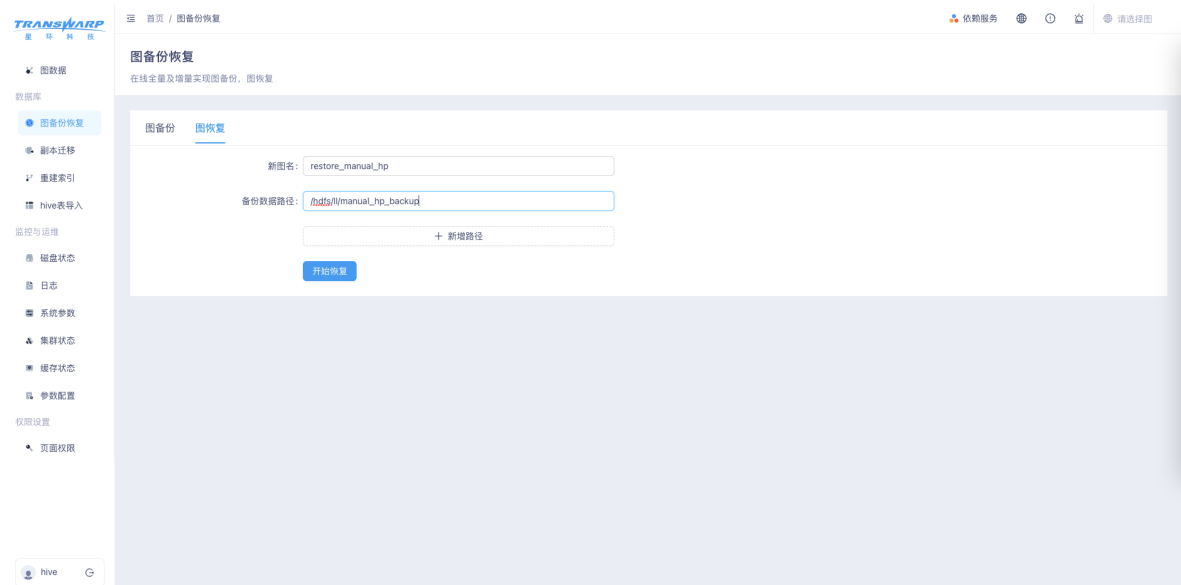 TRANSWARP
星环科技
首页 / 图备份恢复
依赖服务
请选择图
图数据
数据库
图备份恢复
副本迁移
重建索引
hive表导入
监控与运维
磁盘状态
日志
系统参数
集群状态
缓存状态
参数配置
权限设置
页面权限
hive
图备份恢复
在线全量及增量实现图备份，图恢复
图备份 图恢复
新图名: restore_manual_hp
备份数据路径: /hdfs/ll/manual_hp_backup
+ 新增路径
开始恢复